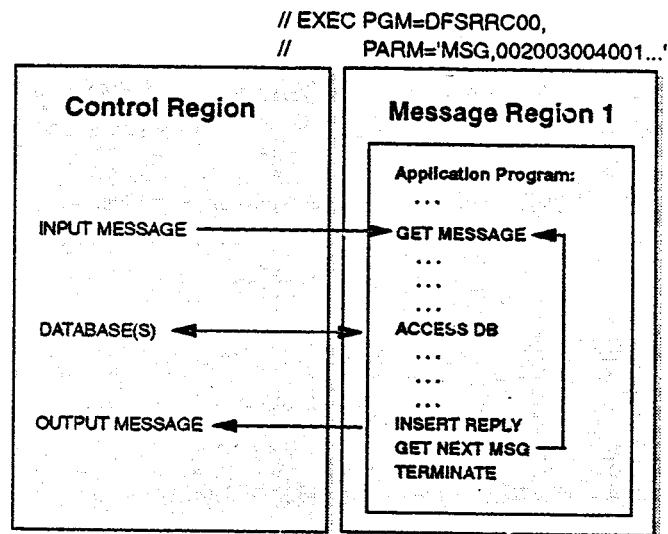 // EXEC PGM=DFSRRC00,
// PARM='MSG,002003004001...'
Control Region
INPUT MESSAGE
DATABASE(S)
OUTPUT MESSAGE
Message Region 1
Application Program:
...
GET MESSAGE
...
...
...
ACCESS DB
...
...
...
INSERT REPLY
GET NEXT MSG
TERMINATE